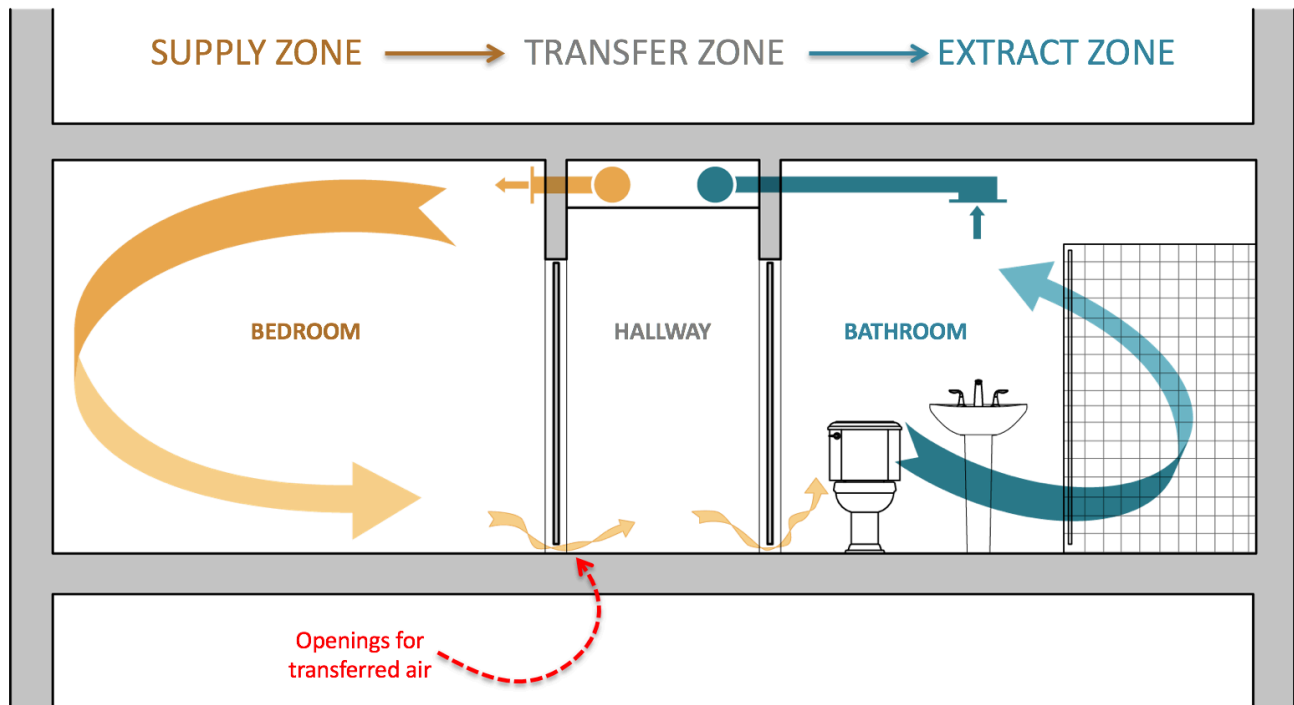 SUPPLY ZONE TRANSFER ZONE EXTRACT ZONE
BEDROOM HALLWAY BATHROOM
Openings for
transferred air